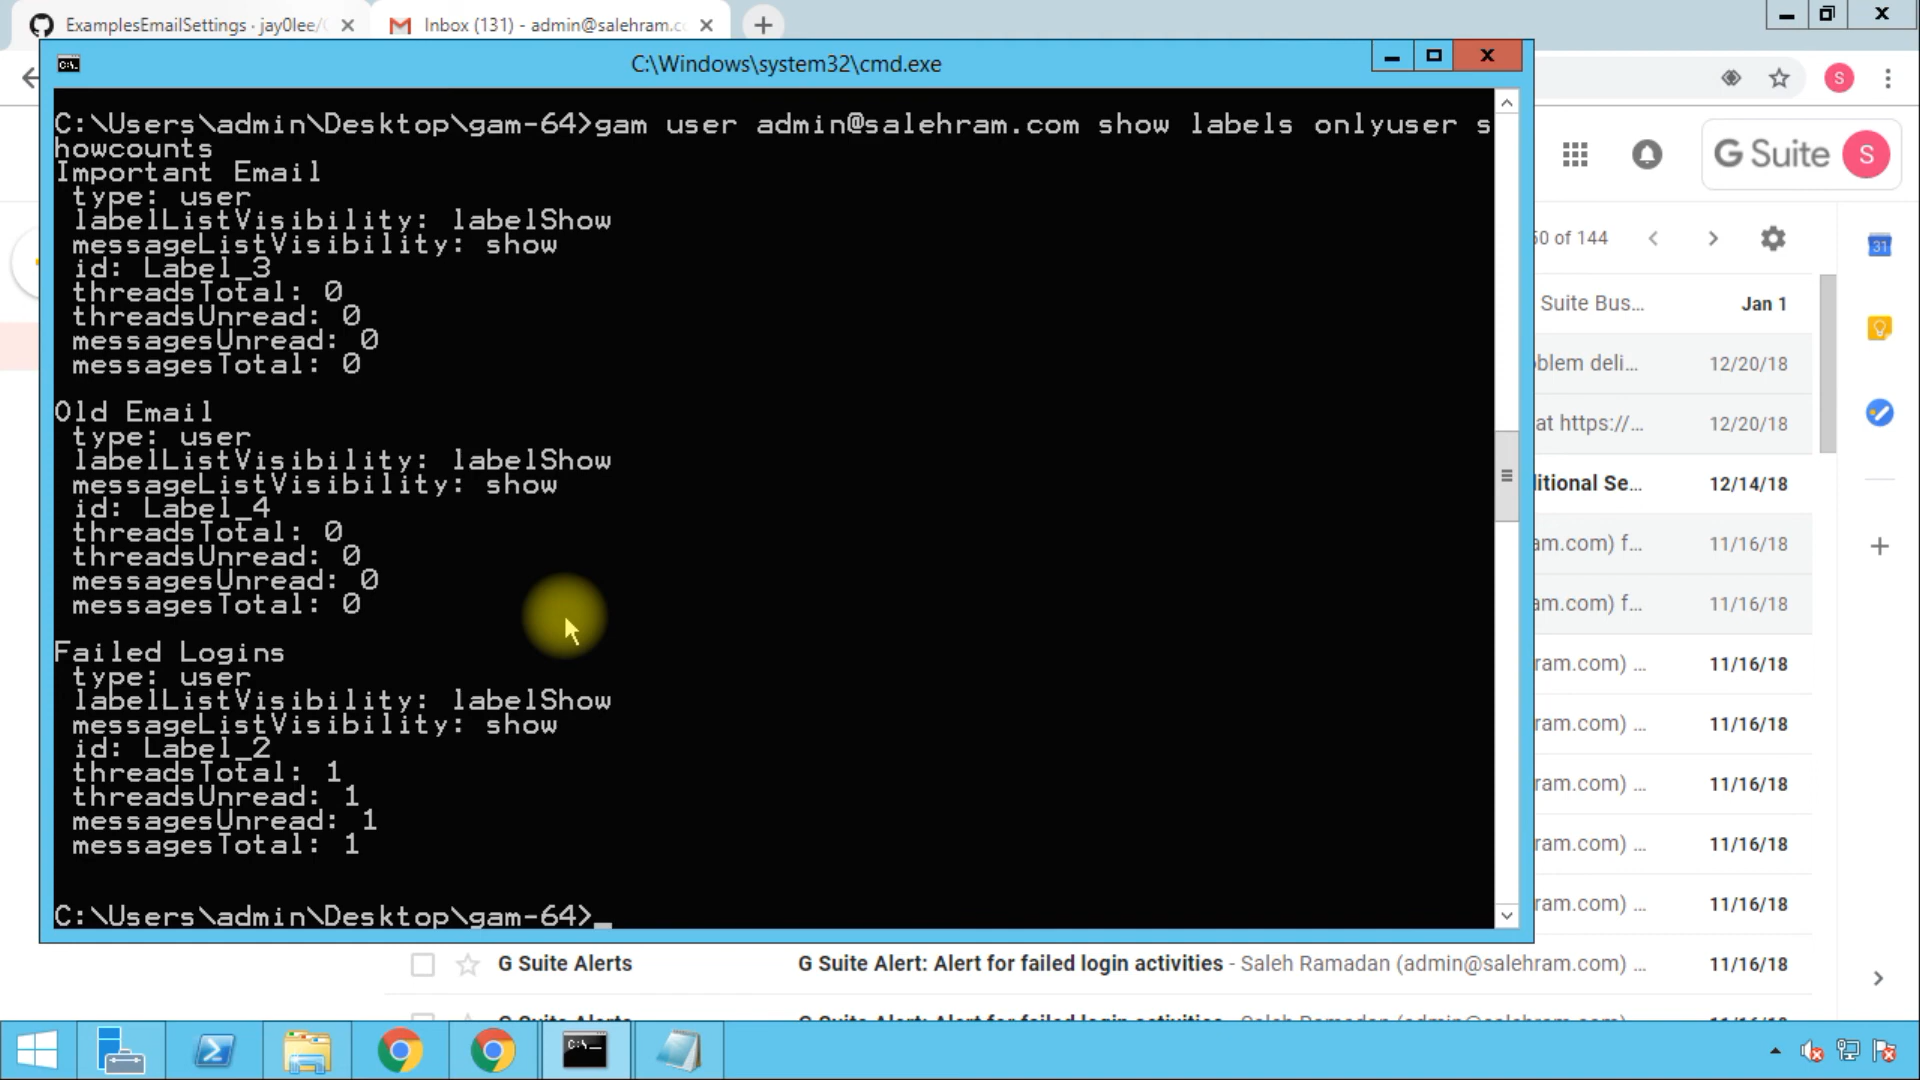 ExamplesEmailSettings · jay0lee/
Inbox (131) - admin@salehram.c
C:\Windows\system32\cmd.exe
C:\Users\admin\Desktop\gam-64>gam user admin@salehram.com show labels onlyuser s
howcounts
Important Email
type: user
labelListVisibility: labelShow
messageListVisibility: show
id: Label_3
threadsTotal: 0
threadsUnread: 0
messagesUnread: 0
messagesTotal: 0
Old Email
type: user
labelListVisibility: labelShow
messageListVisibility: show
id: Label_4
threadsTotal: 0
threadsUnread: 0
messagesUnread: 0
messagesTotal: 0
Failed Logins
type: user
labelListVisibility: labelShow
messageListVisibility: show
id: Label_2
threadsTotal: 1
threadsUnread: 1
messagesUnread: 1
messagesTotal: 1
C:\Users\admin\Desktop\gam-64>_
S
G Suite S
50 of 144
31
Suite Bus... Jan 1
blem deli... 12/20/18
at https://... 12/20/18
litional Se... 12/14/18
am.com) f... 11/16/18
am.com) f... 11/16/18
ram.com) ... 11/16/18
ram.com) ... 11/16/18
ram.com) ... 11/16/18
ram.com) ... 11/16/18
ram.com) ... 11/16/18
G Suite Alerts G Suite Alert: Alert for failed login activities - Saleh Ramadan (admin@salehram.com) ... 11/16/18